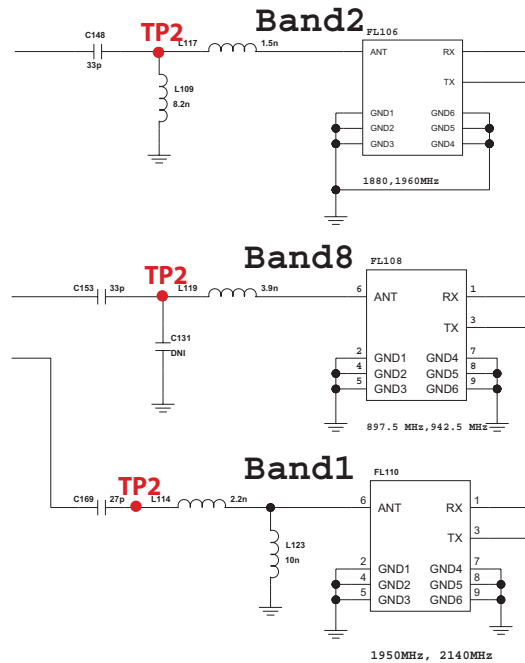 Band2
C148
33p
TP2
L117
1.5n
L109
8.2n
FL106
ANT
RX
TX
GND1
GND2
GND3
GND6
GND5
GND4
1880,1960MHz
Band8
C153
33p
TP2
L119
3.9n
C131
DNI
FL108
6
ANT
RX
1
TX
3
2
GND1
GND4
7
4
GND2
GND5
8
5
GND3
GND6
9
897.5 MHz,942.5 MHz
Band1
C169
27p
TP2
L114
2.2n
L123
10n
FL110
6
ANT
RX
1
TX
3
2
GND1
GND4
7
4
GND2
GND5
8
5
GND3
GND6
9
1950MHz, 2140MHz